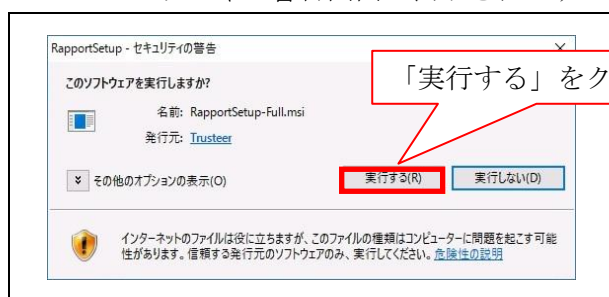 RapportSetup - セキュリティの警告
このソフトウェアを実行しますか?
「実行する」をク
名前: RapportSetup-Full.msi
発行元: Trusteer
その他のオプションの表示(O)
実行する(R)
実行しない(D)
インターネットのファイルは役に立ちますが、このファイルの種類はコンピューターに問題を起こす可能
性があります。信頼する発行元のソフトウェアのみ、実行してください。危険性の説明